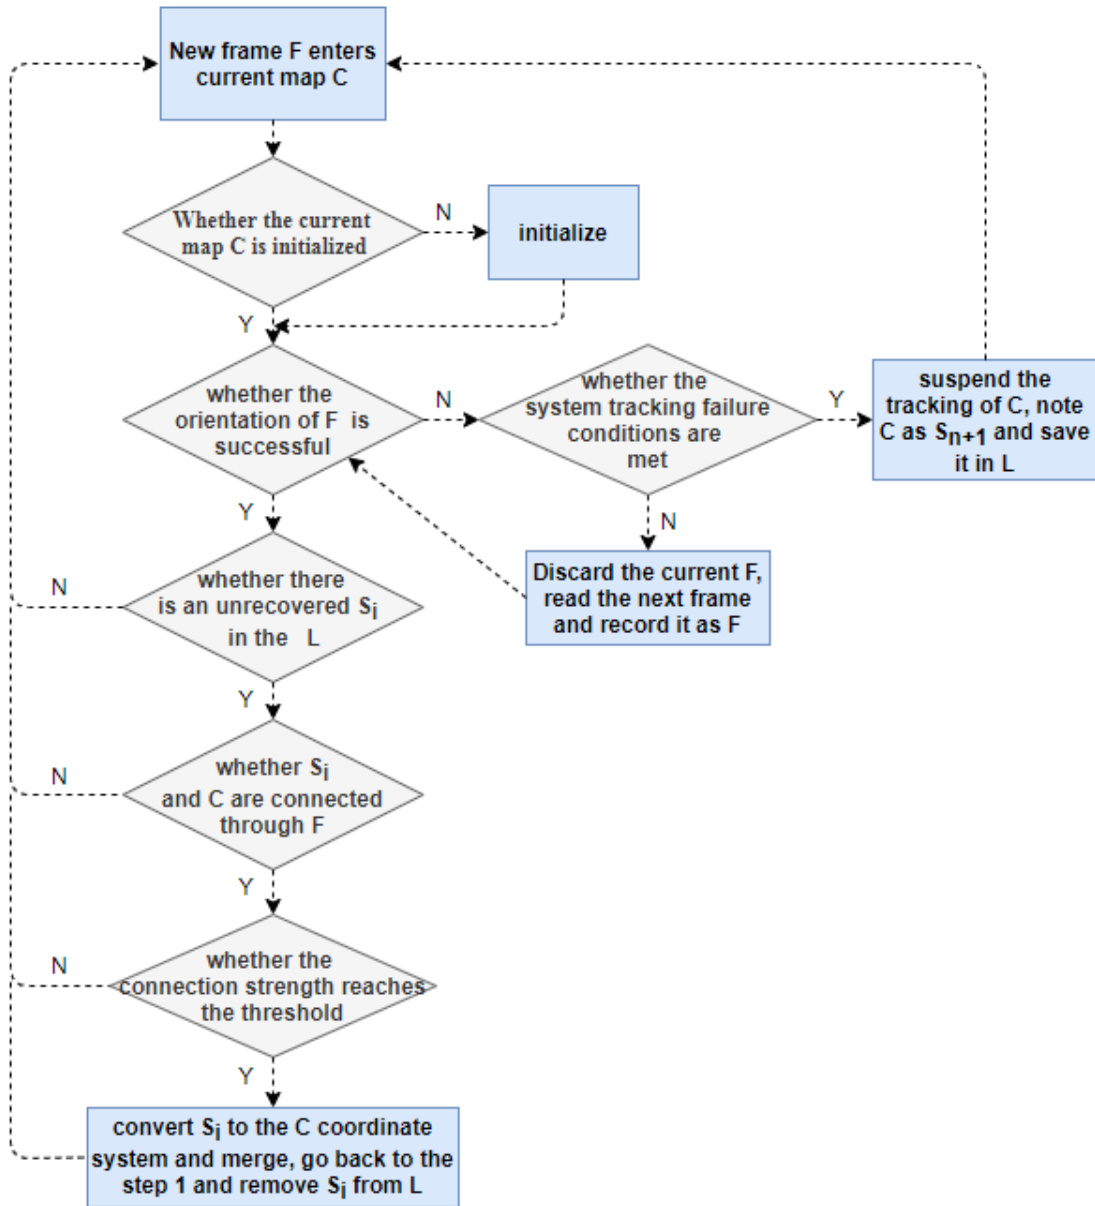 New frame F enters
current map C
Whether the current
map C is initialized
N
initialize
Y
whether the
orientation of F is
successful
N
whether the
system tracking failure
conditions are
met
Y
suspend the
tracking of C, note
C as Sn+1 and save
it in L
N
Discard the current F,
read the next frame
and record it as F
Y
whether there
is an unrecovered Si
in the L
N
Y
whether Si
and C are connected
through F
N
Y
whether the
connection strength reaches
the threshold
N
Y
convert Si to the C coordinate
system and merge, go back to the
step 1 and remove Si from L